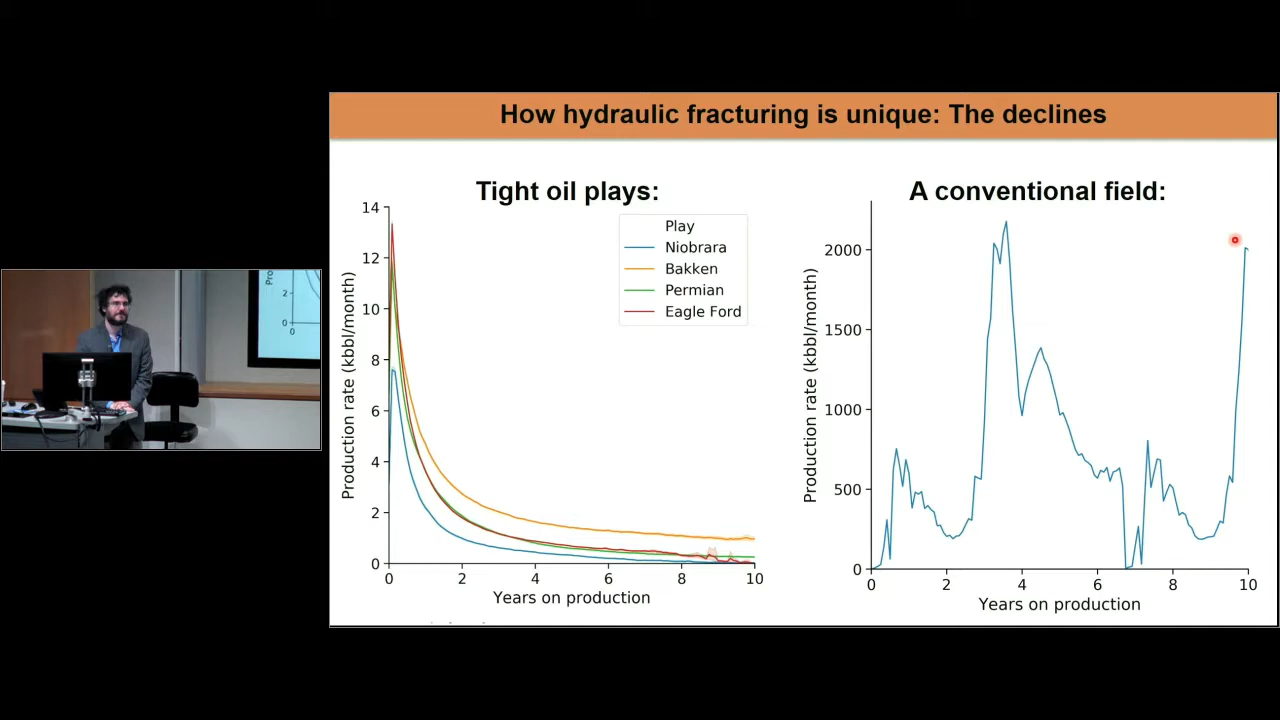 How hydraulic fracturing is unique: The declines
Tight oil plays:
Production rate (kbbl/month)
14
12
10
8
6
4
2
0
0 2 4 6 8 10
Years on production
Play
Niobrara
Bakken
Permian
Eagle Ford
A conventional field:
Production rate (kbbl/month)
2000
1500
1000
500
0
0 2 4 6 8 10
Years on production
2
0
0